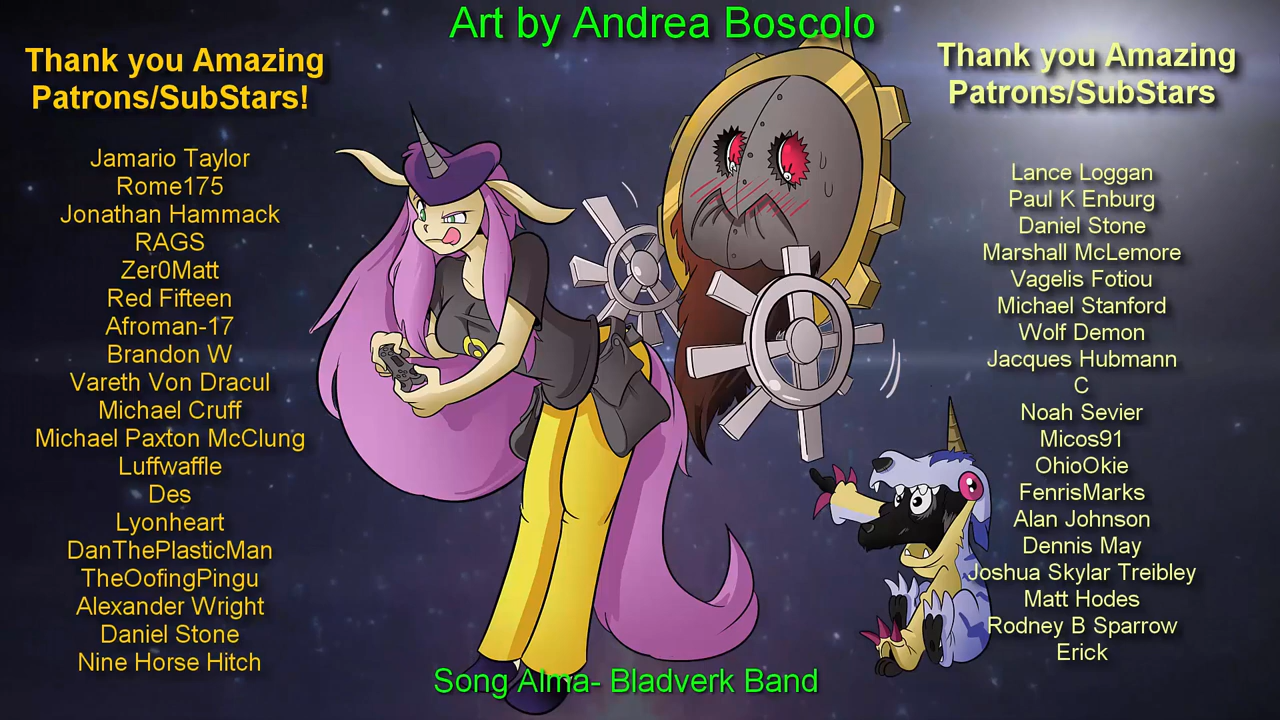 Art by Andrea Boscolo
Thank you Amazing
Patrons/SubStars!
Jamario Taylor
Rome175
Jonathan Hammack
RAGS
Zer0Matt
Red Fifteen
Afroman-17
Brandon W
Vareth Von Dracul
Michael Cruff
Michael Paxton McClung
Luffwaffle
Des
Lyonheart
DanThePlasticMan
TheOofingPingu
Alexander Wright
Daniel Stone
Nine Horse Hitch
Thank you Amazing
Patrons/SubStars
Lance Loggan
Paul K Enburg
Daniel Stone
Marshall McLemore
Vagelis Fotiou
Michael Stanford
Wolf Demon
Jacques Hubmann
C
Noah Sevier
Micos91
OhioOkie
FenrisMarks
Alan Johnson
Dennis May
Joshua Skylar Treibley
Matt Hodes
Rodney B Sparrow
Erick
Song Alma- Bladverk Band